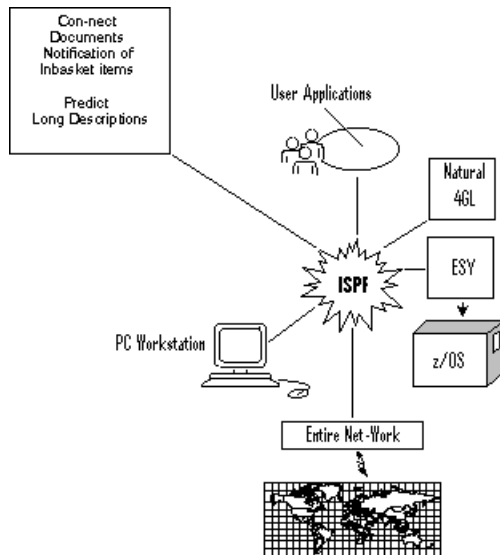 Con-nect
Documents
Notification of
Inbasket items
Predict
Long Descriptions
User Applications
Natural
4GL
ISPF
ESY
PC Workstation
z/OS
Entire Net-Work